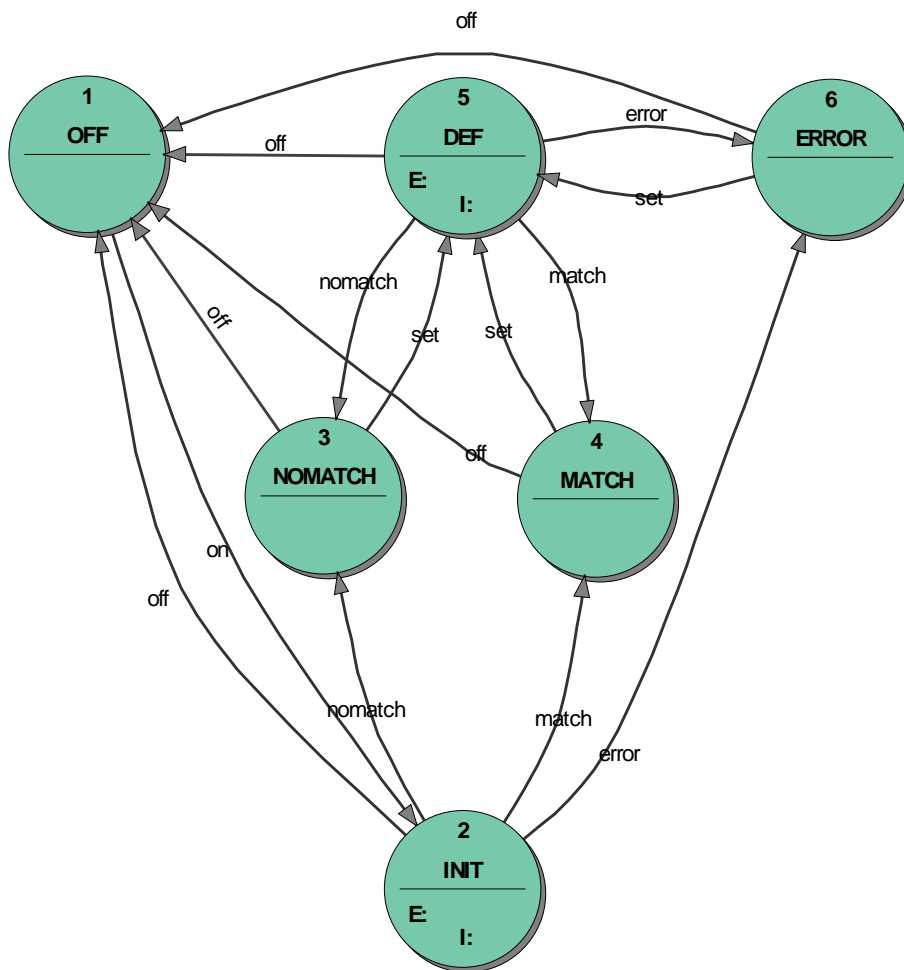 off
1
OFF
5
DEF
E:
I:
6
ERROR
error
off
set
nomatch
match
off
set
set
3
NOMATCH
4
MATCH
off
on
off
nomatch
match
error
2
INIT
E:
I: